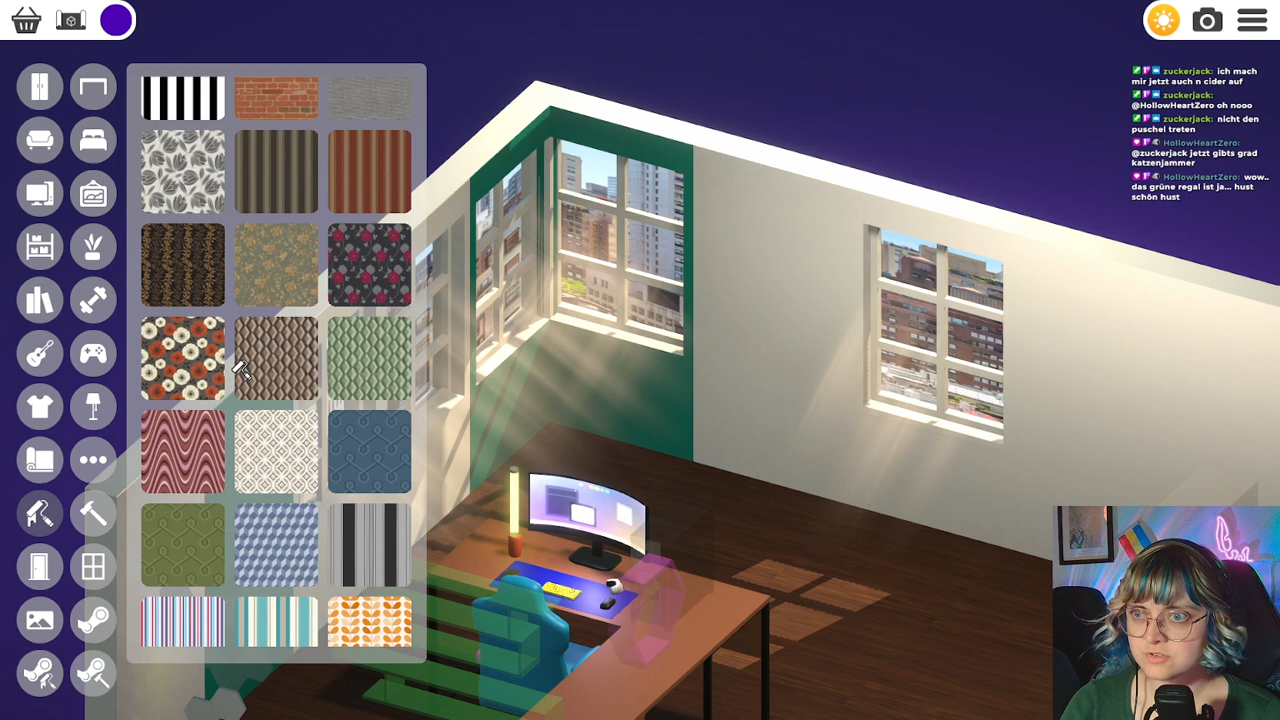 zuckerjack: ich mach
mir jetzt auch n cider auf
zuckerjack:
@HollowHeartZero oh nooo
zuckerjack: nicht den
puschel treten
HollowHeartZero:
@zuckerjack jetzt gibts grad
katzenjammer
HollowHeartZero: wow..
das grüne regal ist ja... hust
schön hust